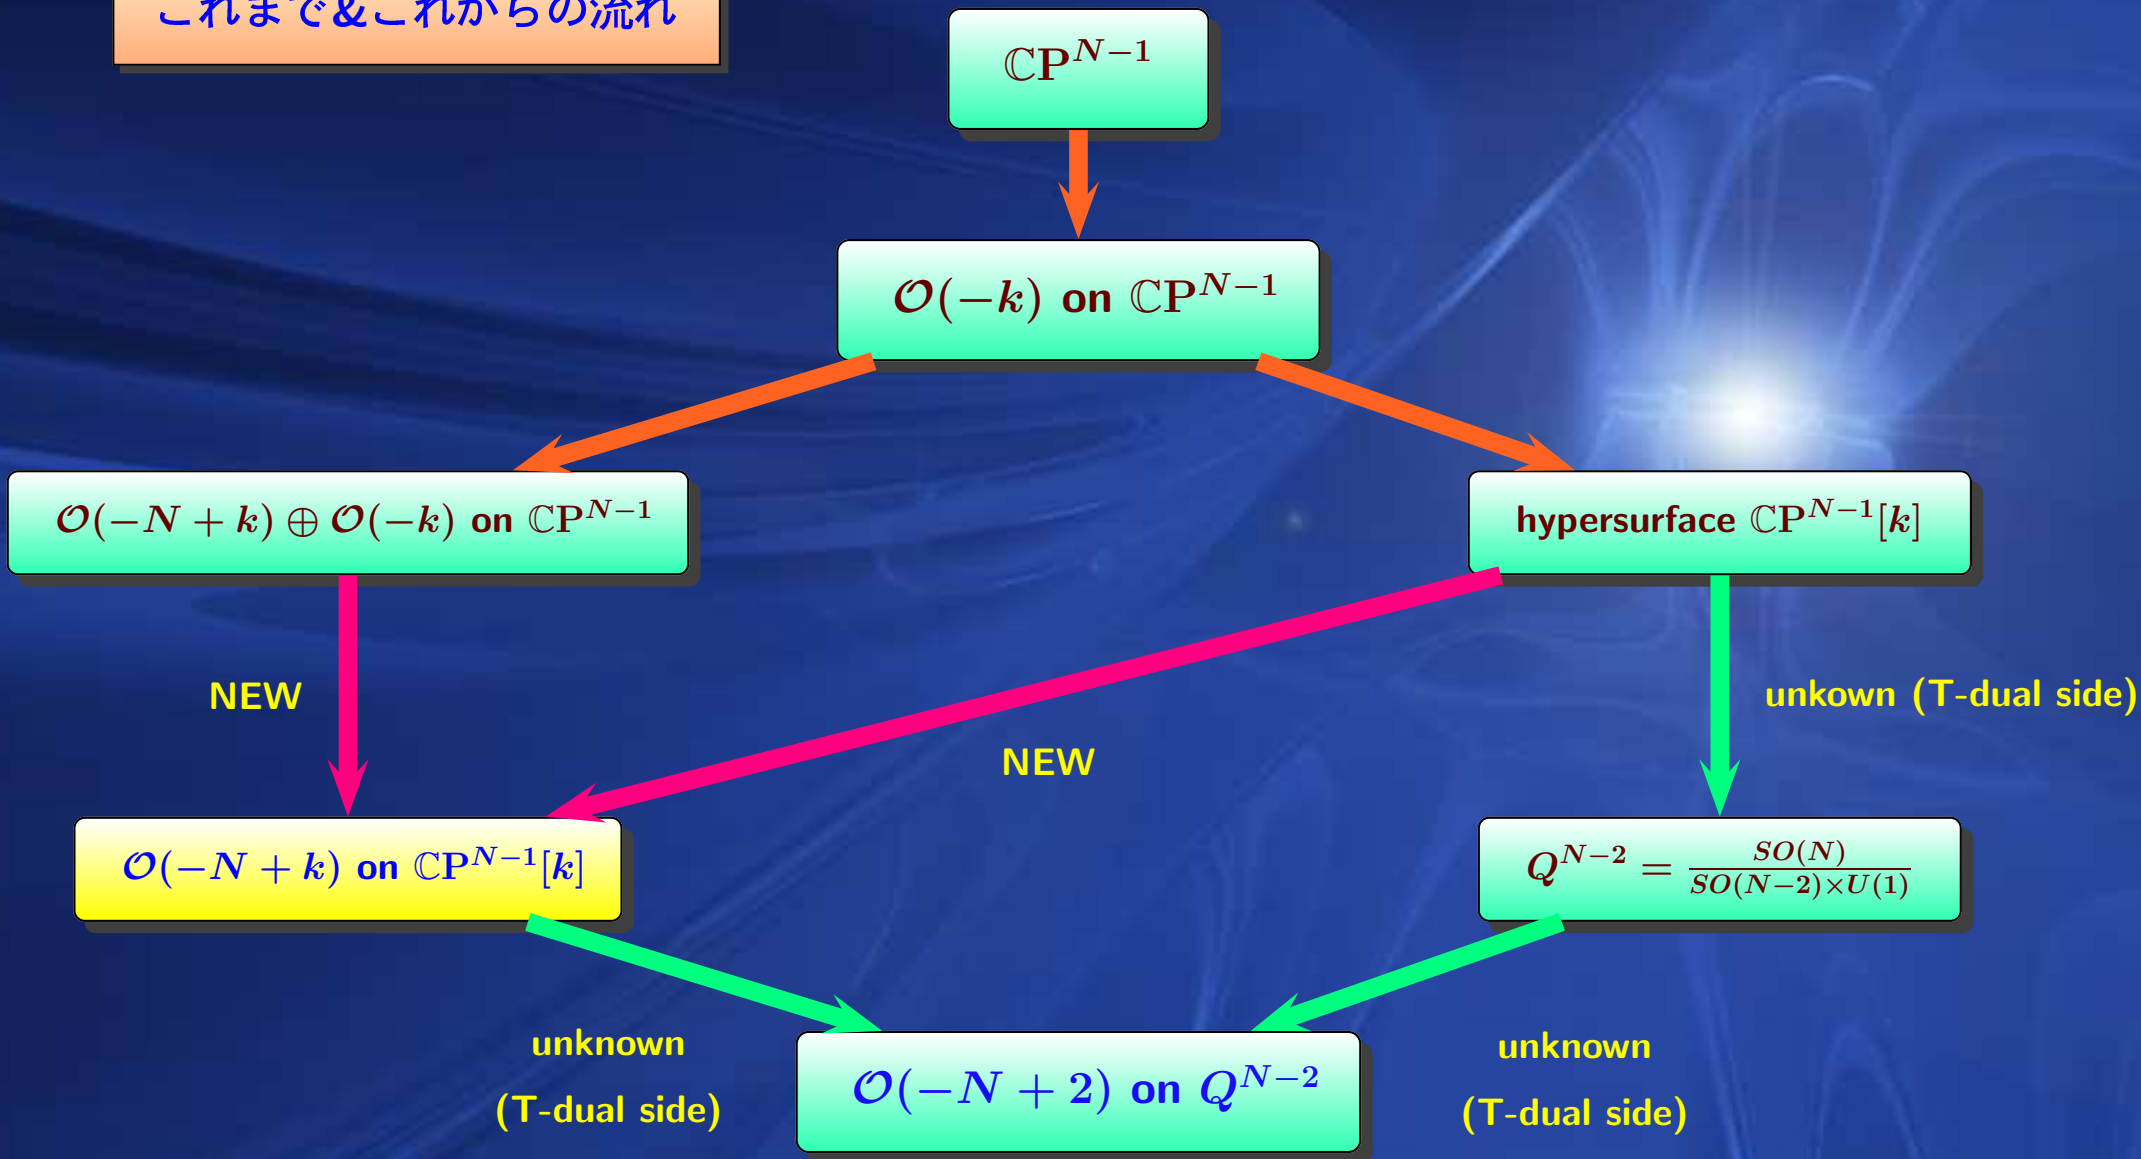 これまで&これからの流れ
ℂP^{N−1}
𝒪(−k) on ℂP^{N−1}
𝒪(−N + k) ⊕ 𝒪(−k) on ℂP^{N−1}
hypersurface ℂP^{N−1}[k]
NEW
unkown (T-dual side)
NEW
𝒪(−N + k) on ℂP^{N−1}[k]
Q^{N−2} = \frac{SO(N)}{SO(N−2)×U(1)}
unknown
(T-dual side)
𝒪(−N + 2) on Q^{N−2}
unknown
(T-dual side)